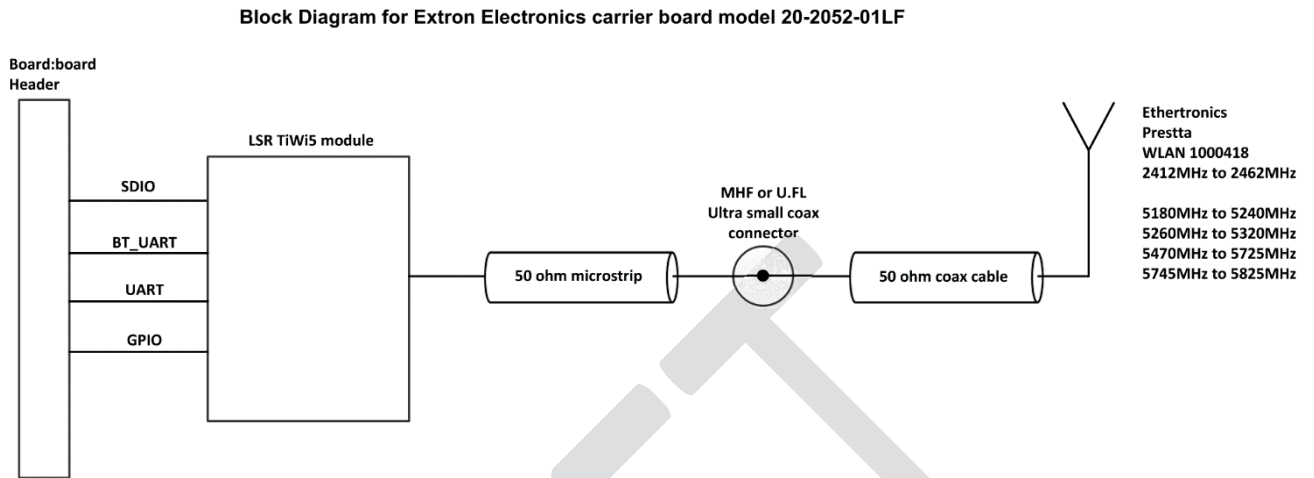 Block Diagram for Extron Electronics carrier board model 20-2052-01LF
Board:board
Header
LSR TiWi5 module
SDIO
BT_UART
UART
GPIO
50 ohm microstrip
MHF or U.FL
Ultra small coax
connector
50 ohm coax cable
Ethertronics
Prestta
WLAN 1000418
2412MHz to 2462MHz
5180MHz to 5240MHz
5260MHz to 5320MHz
5470MHz to 5725MHz
5745MHz to 5825MHz